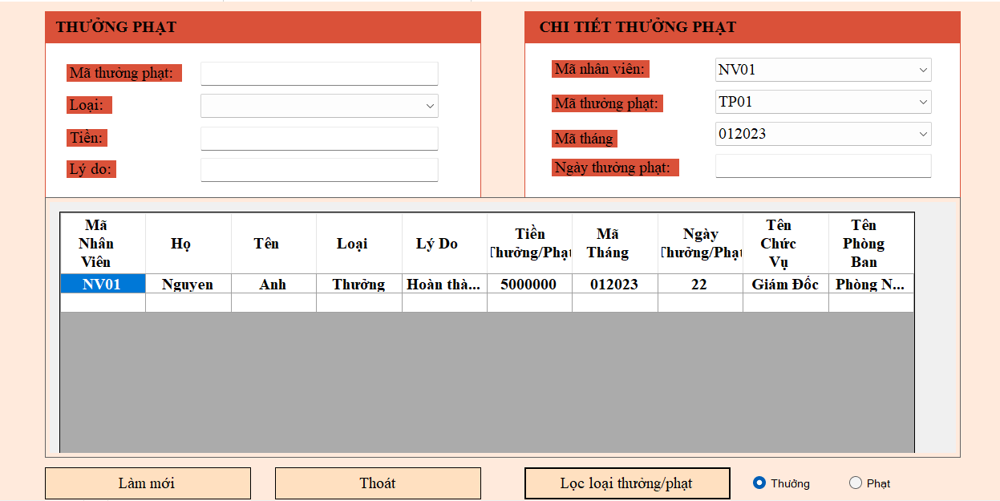 THƯỞNG PHẠT
Mã thưởng phạt:
Loại:
Tiền:
Lý do:
CHI TIẾT THƯỞNG PHẠT
Mã nhân viên: NV01
Mã thưởng phạt: TP01
Mã tháng 012023
Ngày thưởng phạt:
Mã Nhân Viên Họ Tên Loại Lý Do Tiền Thưởng/Phạt Mã Tháng Ngày Thưởng/Phạt Tên Chức Vụ Tên Phòng Ban
NV01 Nguyen Anh Thưởng Hoàn thà... 5000000 012023 22 Giám Đốc Phòng N...
Làm mới Thoát Lọc loại thưởng/phạt Thưởng Phạt